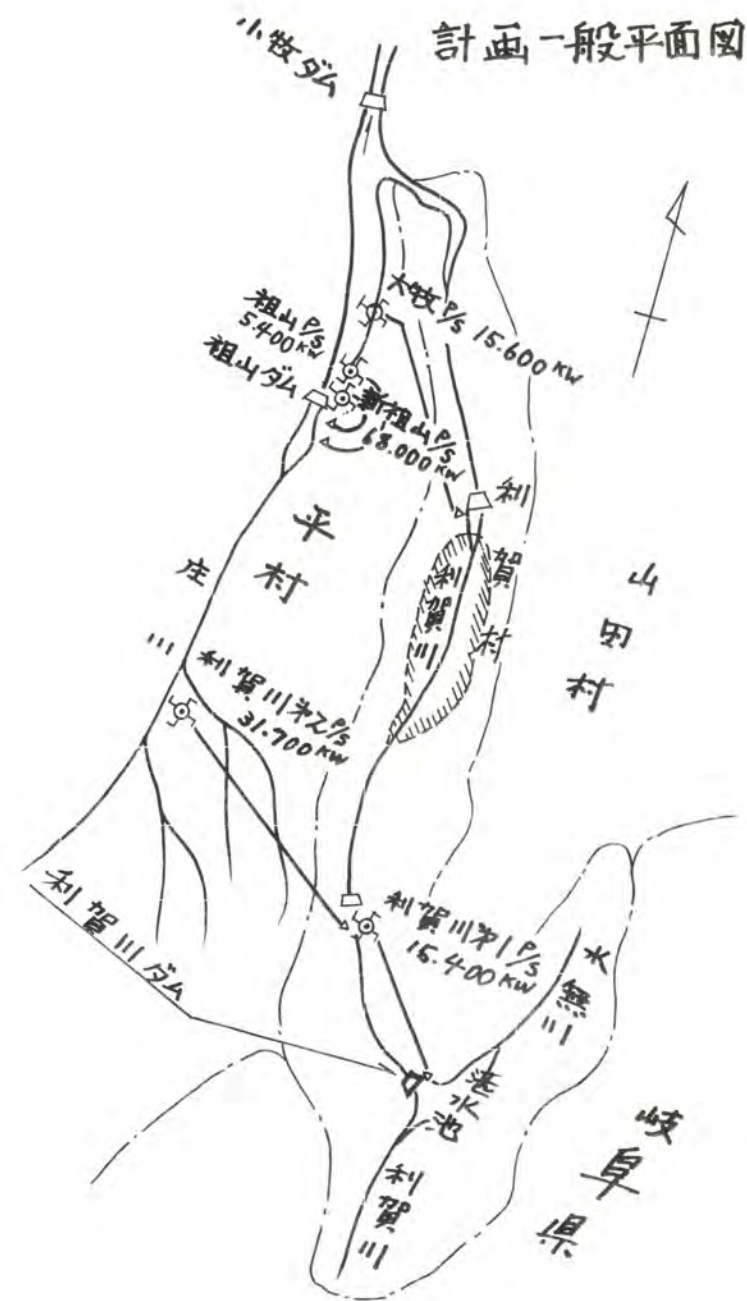 計画一般平面図
小牧ダム
大牧P/S 15.600KW
祖山P/S
5.400KW
祖山ダム
新祖山P/S
68.000KW
平村
庄川
利賀村
利賀川
山田村
利賀川第2P/S
31.700KW
利賀川ダム
利賀川第1P/S
15.400KW
水無川
湛水池
利賀川
岐阜県